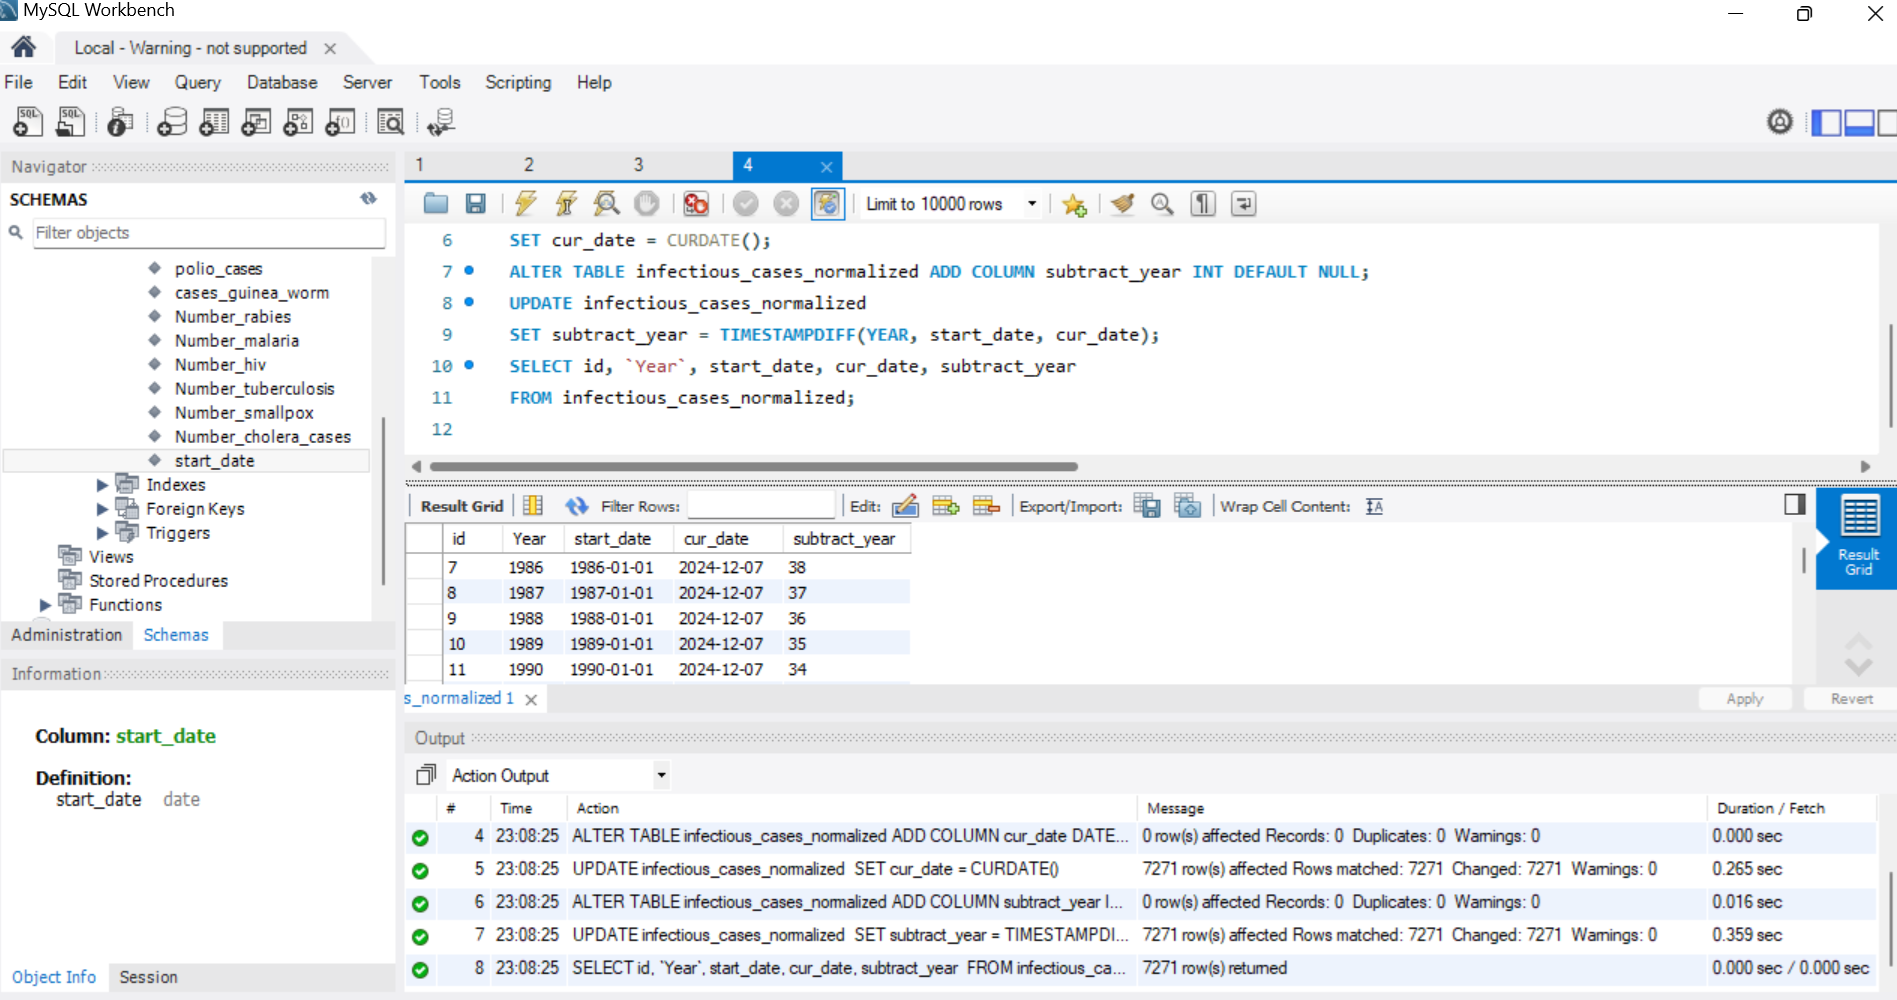 MySQL Workbench
Local - Warning - not supported
File Edit View Query Database Server Tools Scripting Help
Navigator
SCHEMAS
Filter objects
polio_cases
cases_guinea_worm
Number_rabies
Number_malaria
Number_hiv
Number_tuberculosis
Number_smallpox
Number_cholera_cases
start_date
Indexes
Foreign Keys
Triggers
Views
Stored Procedures
Functions
Administration Schemas
Information
Column: start_date
Definition:
start_date date
Object Info Session
1 2 3 4
Limit to 10000 rows
6 SET cur_date = CURDATE();
7 ALTER TABLE infectious_cases_normalized ADD COLUMN subtract_year INT DEFAULT NULL;
8 UPDATE infectious_cases_normalized
9 SET subtract_year = TIMESTAMPDIFF(YEAR, start_date, cur_date);
10 SELECT id, `Year`, start_date, cur_date, subtract_year
11 FROM infectious_cases_normalized;
12
Result Grid Filter Rows: Edit: Export/Import: Wrap Cell Content:
id Year start_date cur_date subtract_year
7 1986 1986-01-01 2024-12-07 38
8 1987 1987-01-01 2024-12-07 37
9 1988 1988-01-01 2024-12-07 36
10 1989 1989-01-01 2024-12-07 35
11 1990 1990-01-01 2024-12-07 34
Result
Grid
s_normalized 1
Apply Revert
Output
Action Output
# Time Action Message Duration / Fetch
4 23:08:25 ALTER TABLE infectious_cases_normalized ADD COLUMN cur_date DATE... 0 row(s) affected Records: 0 Duplicates: 0 Warnings: 0 0.000 sec
5 23:08:25 UPDATE infectious_cases_normalized SET cur_date = CURDATE() 7271 row(s) affected Rows matched: 7271 Changed: 7271 Warnings: 0 0.265 sec
6 23:08:25 ALTER TABLE infectious_cases_normalized ADD COLUMN subtract_year I... 0 row(s) affected Records: 0 Duplicates: 0 Warnings: 0 0.016 sec
7 23:08:25 UPDATE infectious_cases_normalized SET subtract_year = TIMESTAMPDI... 7271 row(s) affected Rows matched: 7271 Changed: 7271 Warnings: 0 0.359 sec
8 23:08:25 SELECT id, `Year`, start_date, cur_date, subtract_year FROM infectious_ca... 7271 row(s) returned 0.000 sec / 0.000 sec